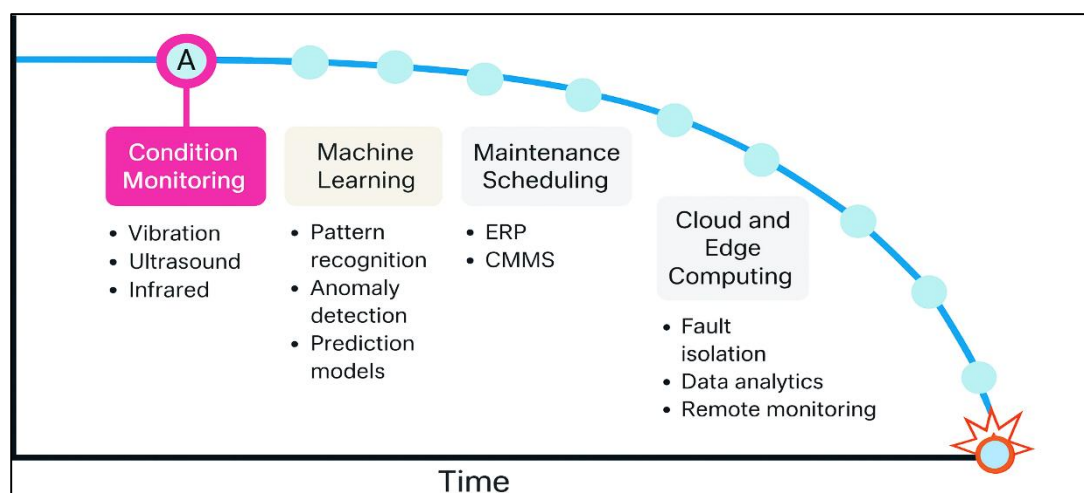 A
Condition
Monitoring
• Vibration
• Ultrasound
• Infrared
Machine
Learning
• Pattern
recognition
• Anomaly
detection
• Prediction
models
Maintenance
Scheduling
• ERP
• CMMS
Cloud and
Edge
Computing
• Fault
isolation
• Data analytics
• Remote monitoring
Time